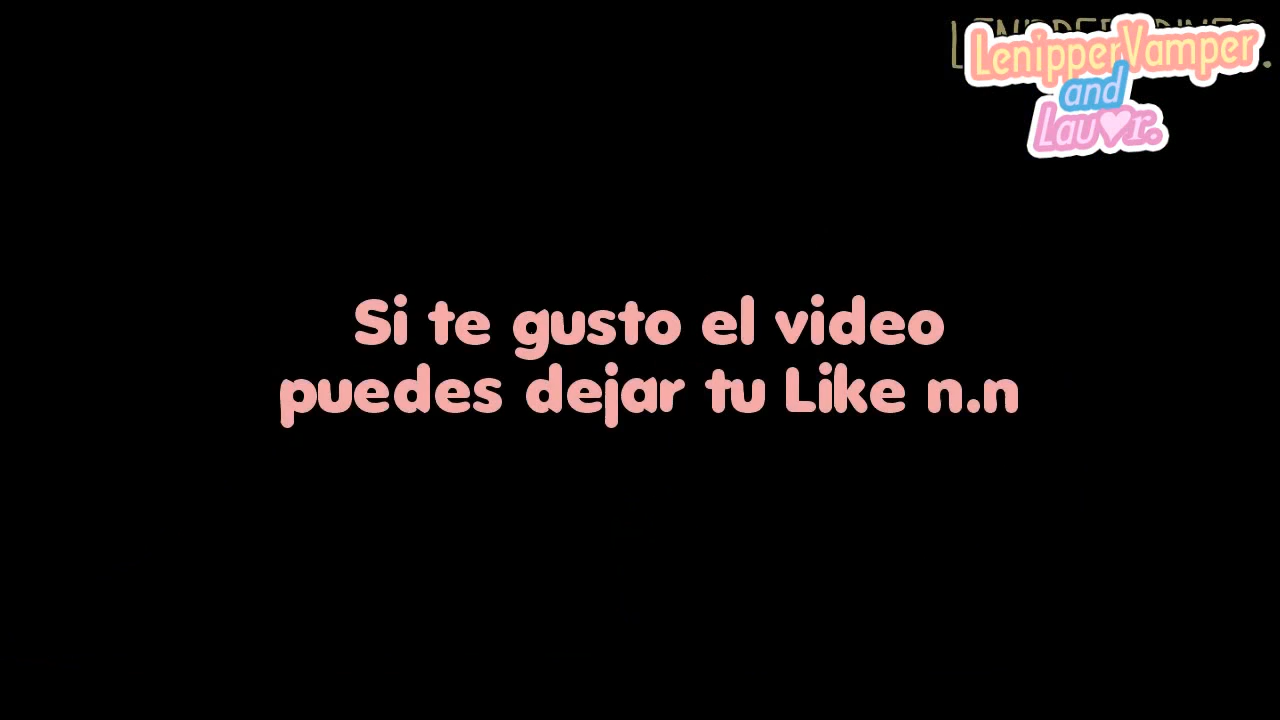 LenipperVamper
and
Lau♥r.
Si te gusto el video
puedes dejar tu Like n.n